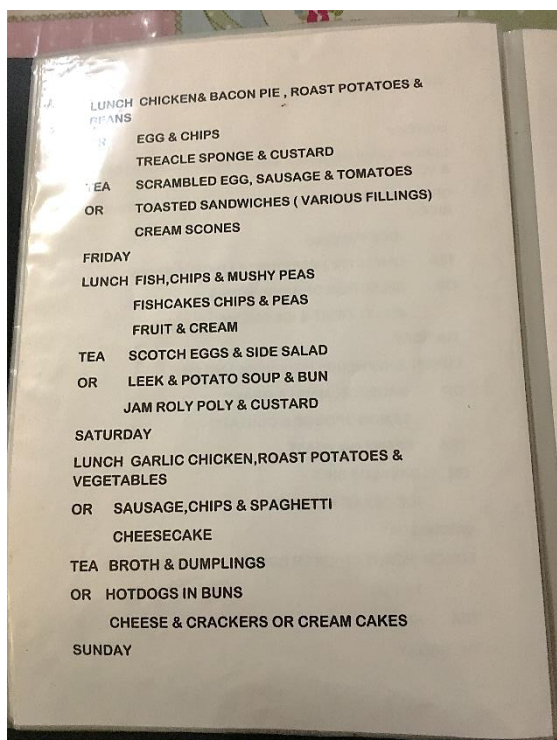 LUNCH CHICKEN& BACON PIE , ROAST POTATOES &
BEANS
OR EGG & CHIPS
TREACLE SPONGE & CUSTARD
TEA SCRAMBLED EGG, SAUSAGE & TOMATOES
OR TOASTED SANDWICHES ( VARIOUS FILLINGS)
CREAM SCONES
FRIDAY
LUNCH FISH,CHIPS & MUSHY PEAS
FISHCAKES CHIPS & PEAS
FRUIT & CREAM
TEA SCOTCH EGGS & SIDE SALAD
OR LEEK & POTATO SOUP & BUN
JAM ROLY POLY & CUSTARD
SATURDAY
LUNCH GARLIC CHICKEN,ROAST POTATOES &
VEGETABLES
OR SAUSAGE,CHIPS & SPAGHETTI
CHEESECAKE
TEA BROTH & DUMPLINGS
OR HOTDOGS IN BUNS
CHEESE & CRACKERS OR CREAM CAKES
SUNDAY